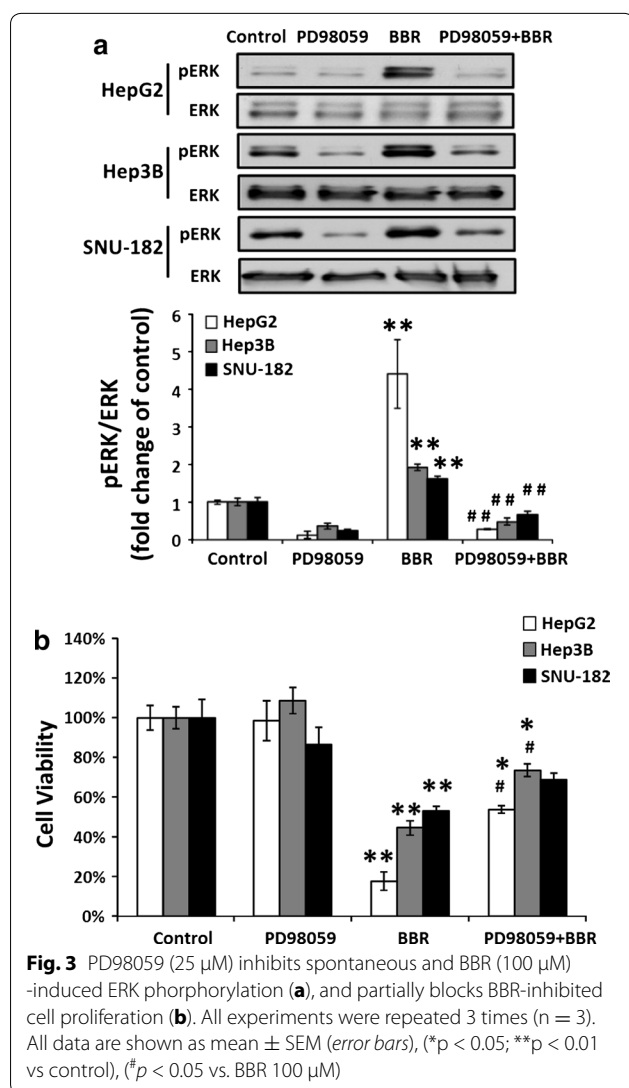 a
Control PD98059 BBR PD98059+BBR
HepG2
pERK
ERK
Hep3B
pERK
ERK
SNU-182
pERK
ERK
pERK/ERK
(fold change of control)
6
5
4
3
2
1
0
HepG2
Hep3B
SNU-182
**
** **
## ## ##
Control PD98059 BBR PD98059+BBR
b
Cell Viability
140%
120%
100%
80%
60%
40%
20%
0%
HepG2
Hep3B
SNU-182
** ** **
* *
# #
Control PD98059 BBR PD98059+BBR
Fig. 3 PD98059 (25 µM) inhibits spontaneous and BBR (100 µM)
-induced ERK phorphorylation (a), and partially blocks BBR-inhibited
cell proliferation (b). All experiments were repeated 3 times (n = 3).
All data are shown as mean ± SEM (error bars), (*p < 0.05; **p < 0.01
vs control), (#p < 0.05 vs. BBR 100 µM)